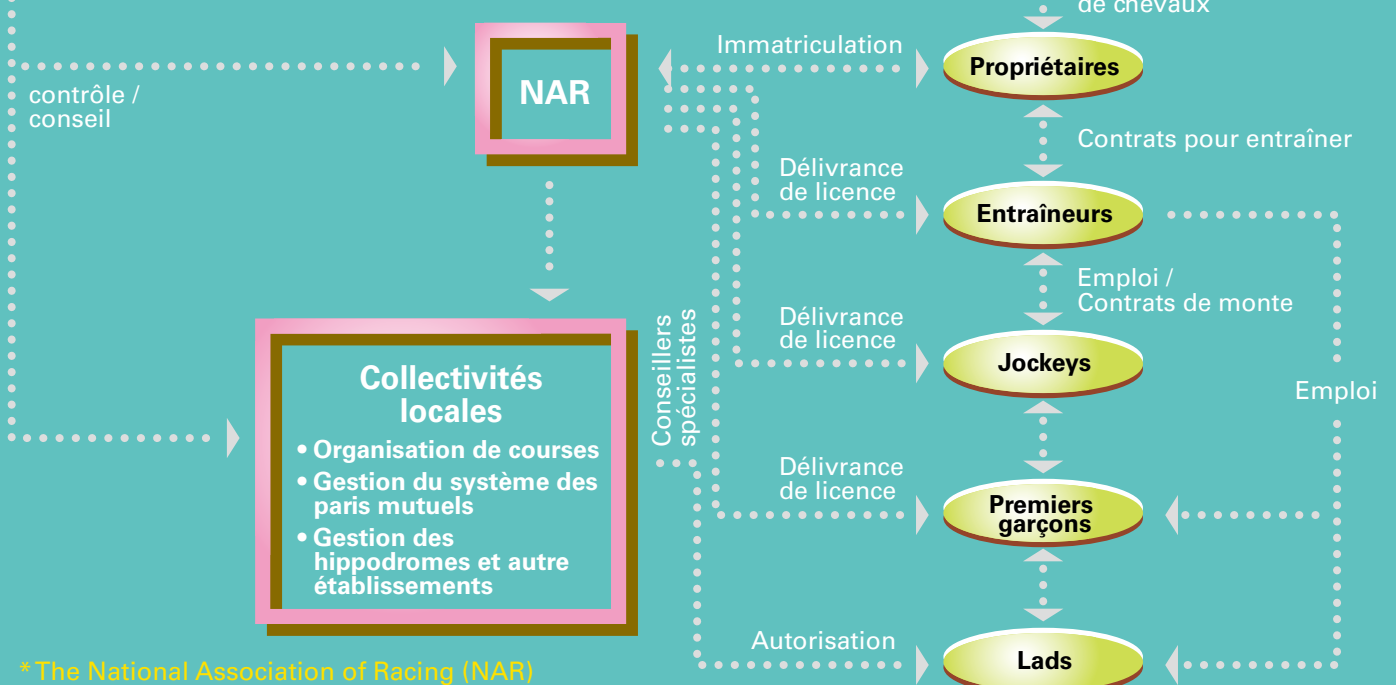 de chevaux
Immatriculation
Propriétaires
NAR
contrôle /
conseil
Contrats pour entraîner
Délivrance
de licence
Entraîneurs
Emploi /
Contrats de monte
Délivrance
de licence
Jockeys
Emploi
Collectivités
locales
• Organisation de courses
• Gestion du système des
paris mutuels
• Gestion des
hippodromes et autre
établissements
Conseillers
spécialistes
Délivrance
de licence
Premiers
garçons
Autorisation
Lads
* The National Association of Racing (NAR)